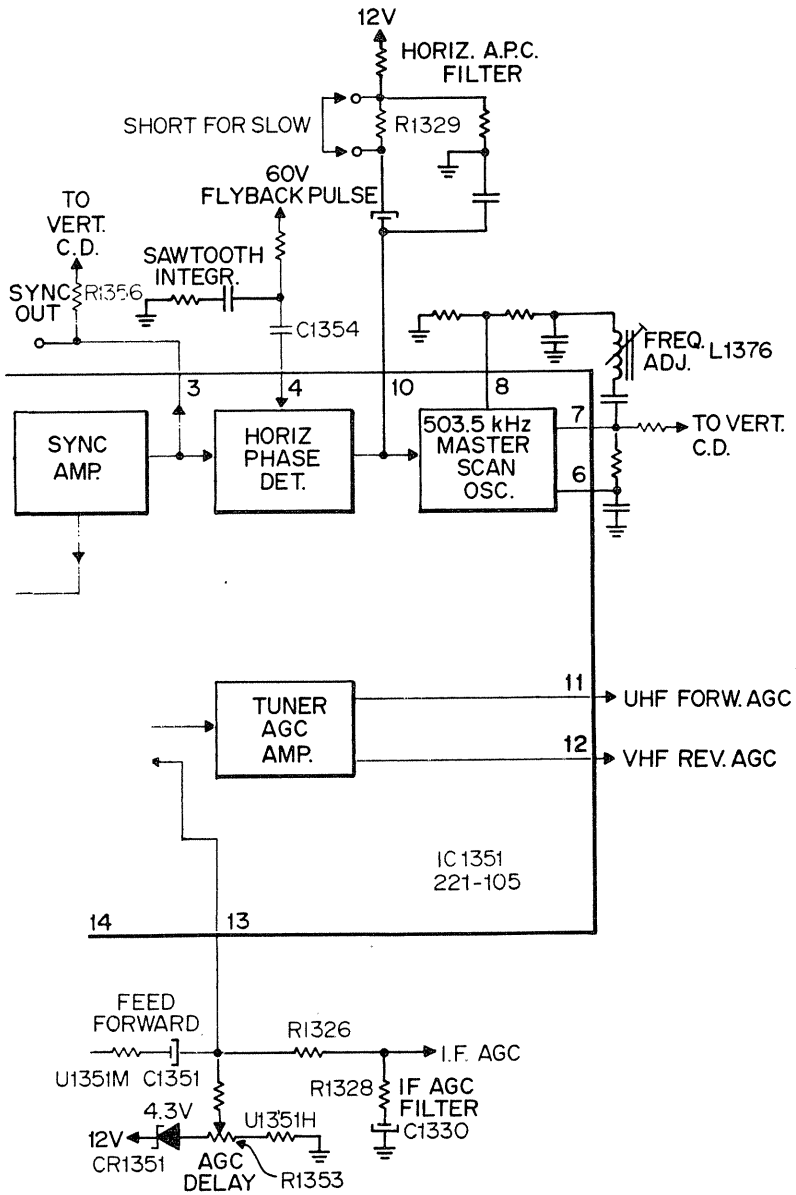 12V
HORIZ. A.P.C.
FILTER
SHORT FOR SLOW
R1329
60V
FLYBACK PULSE
TO
VERT.
C.D.
SAWTOOTH
INTEGR.
SYNC
OUT
R1356
C1354
FREQ.
ADJ.
L1376
3
4
10
8
SYNC
AMP.
HORIZ
PHASE
DET.
503.5 kHz
MASTER
SCAN
OSC.
7
TO VERT.
C.D.
6
TUNER
AGC
AMP.
11
UHF FORW. AGC
12
VHF REV. AGC
IC1351
221-105
14
13
FEED
FORWARD
R1326
I.F. AGC
U1351M
C1351
R1328
IF AGC
FILTER
C1330
4.3V
U1351H
12V
CR1351
AGC
DELAY
R1353